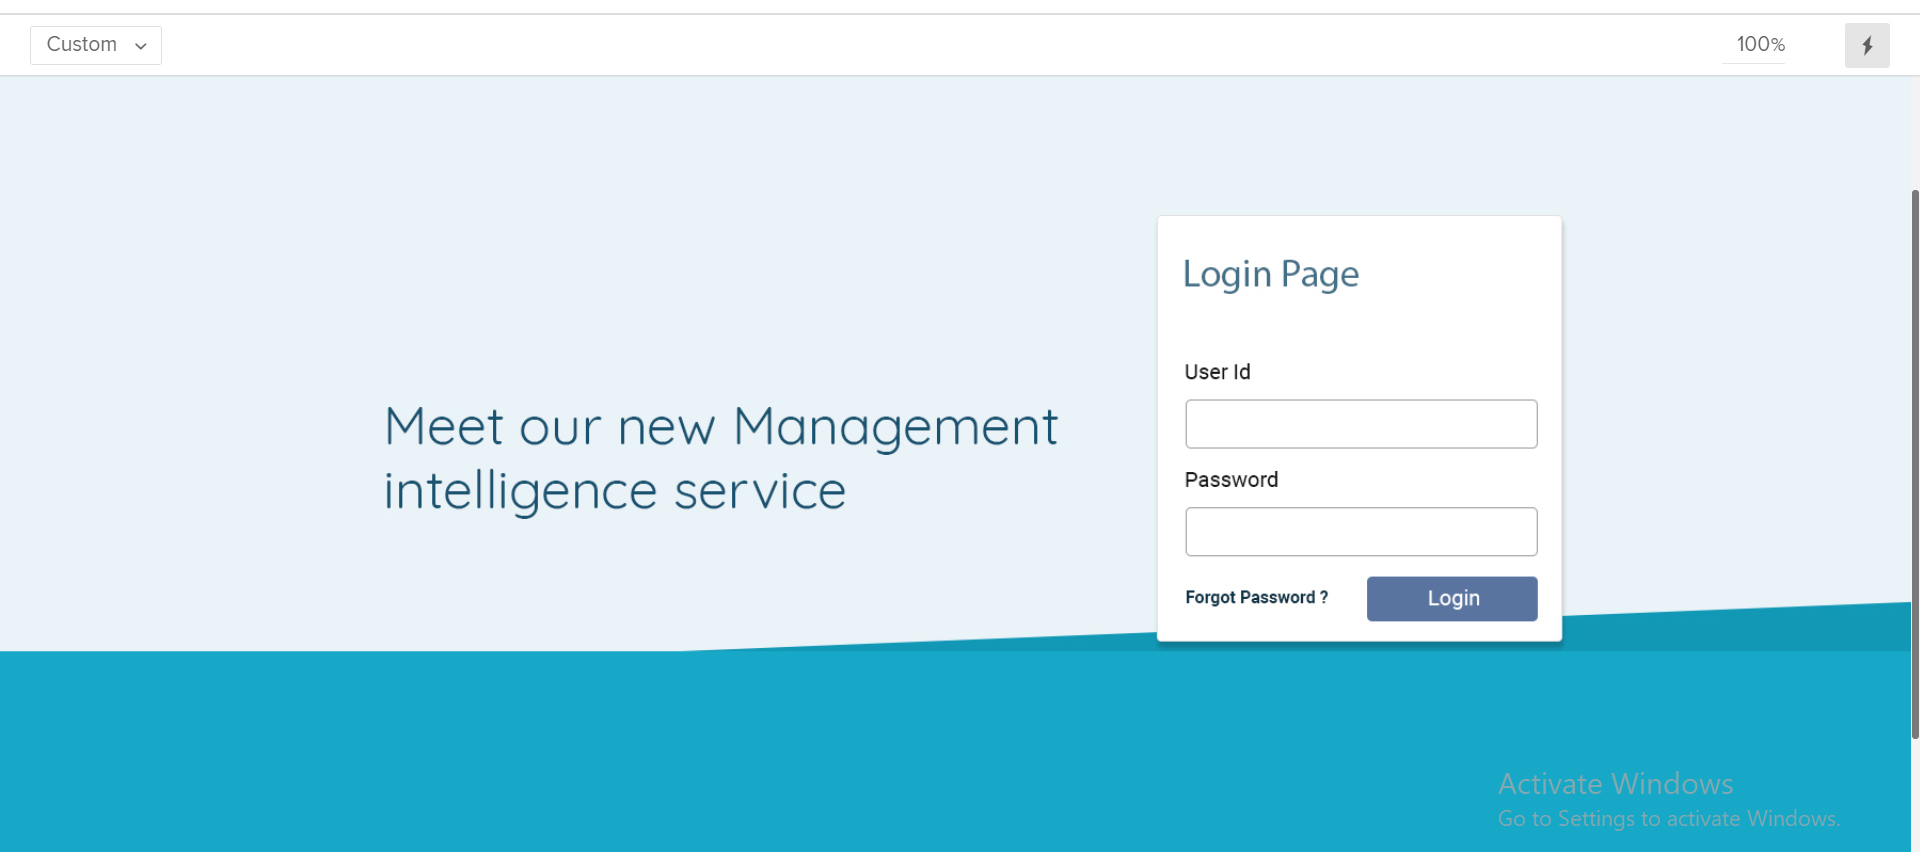 Custom
100%
Login Page
User Id
Meet our new Management
intelligence service
Password
Forgot Password ?
Login
Activate Windows
Go to Settings to activate Windows.